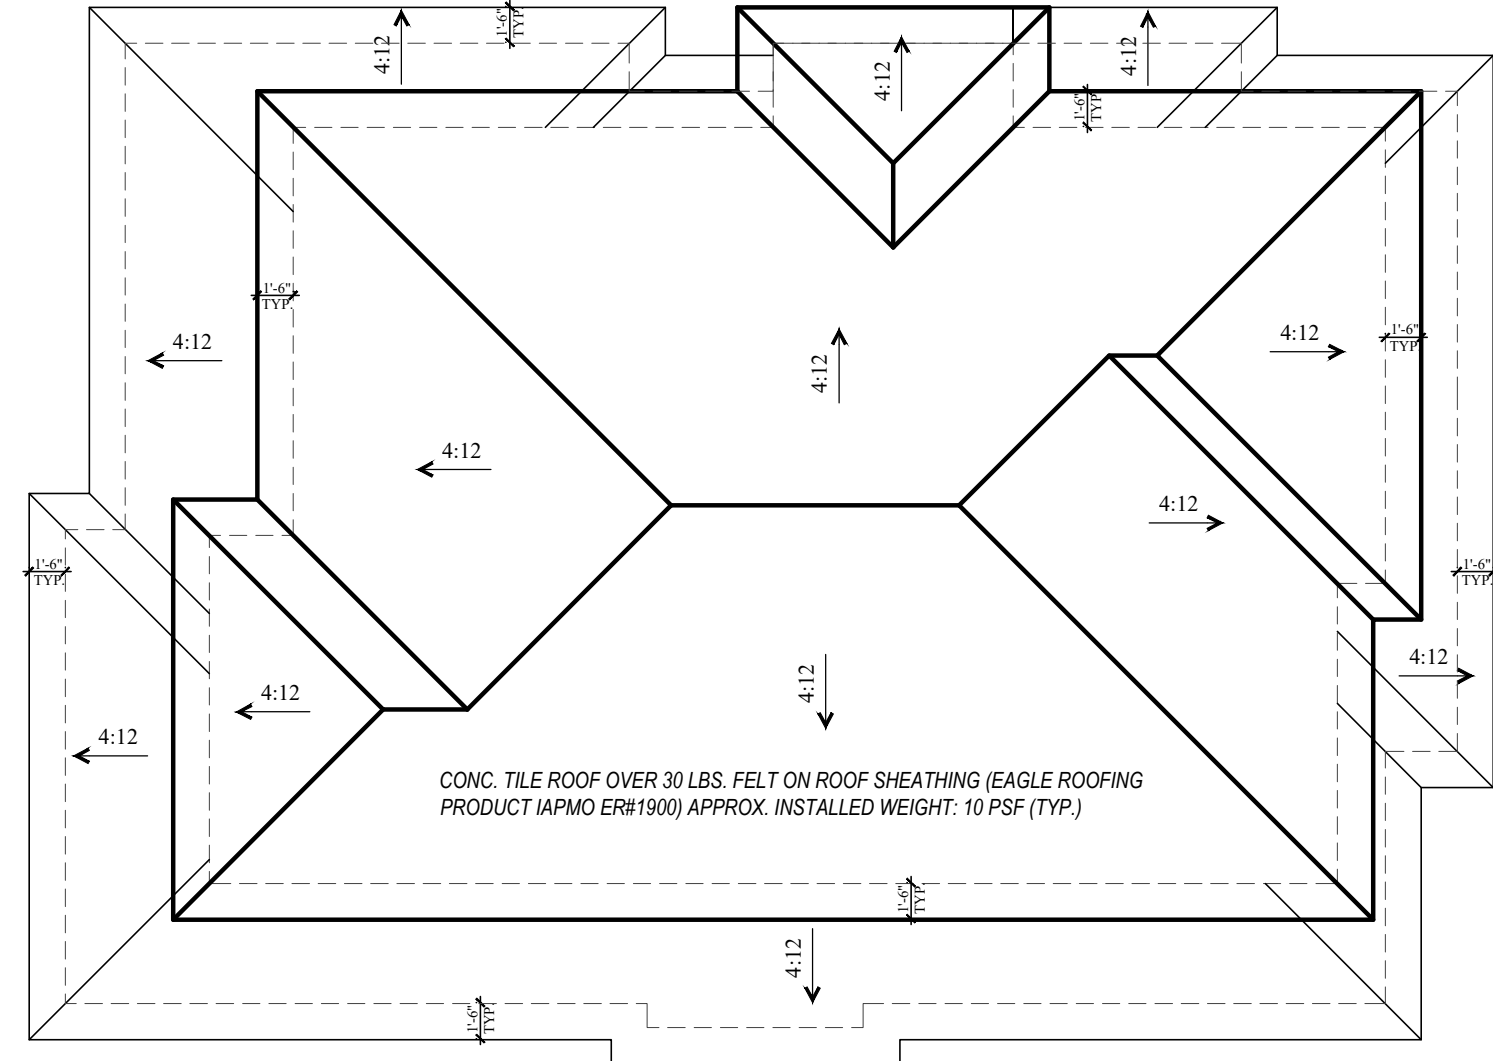 1'-6"
TYP.
4:12
4:12
4:12
1'-6"
TYP.
1'-6"
TYP.
4:12
4:12
4:12
1'-6"
TYP.
4:12
4:12
1'-6"
TYP.
1'-6"
TYP.
4:12
4:12
4:12
4:12
CONC. TILE ROOF OVER 30 LBS. FELT ON ROOF SHEATHING (EAGLE ROOFING
PRODUCT IAPMO ER#1900) APPROX. INSTALLED WEIGHT: 10 PSF (TYP.)
1'-6"
TYP.
4:12
1'-6"
TYP.